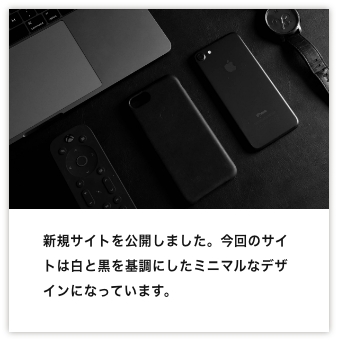 新規サイトを公開しました。今回のサイ
トは白と黒を基調にしたミニマルなデザ
インになっています。